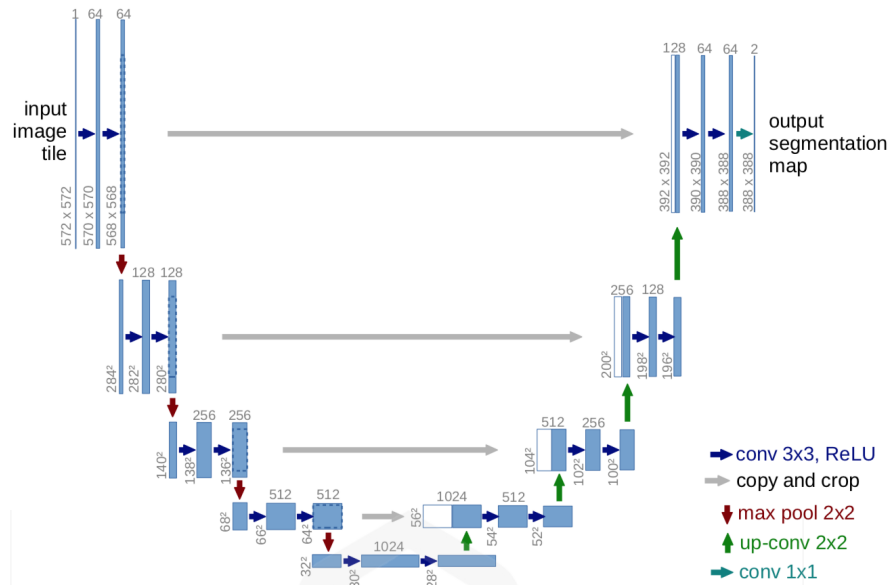 1 64 64
input
image
tile
572 x 572
570 x 570
568 x 568
128 64 64 2
output
segmentation
map
392 x 392
390 x 390
388 x 388
388 x 388
128 128
284²
282²
280²
256 128
200²
198²
196²
256 256
140²
138²
136²
512 256
104²
102²
100²
512 512
68²
66²
64²
1024 512
56²
54²
52²
1024
32²
30²
28²
conv 3x3, ReLU
copy and crop
max pool 2x2
up-conv 2x2
conv 1x1